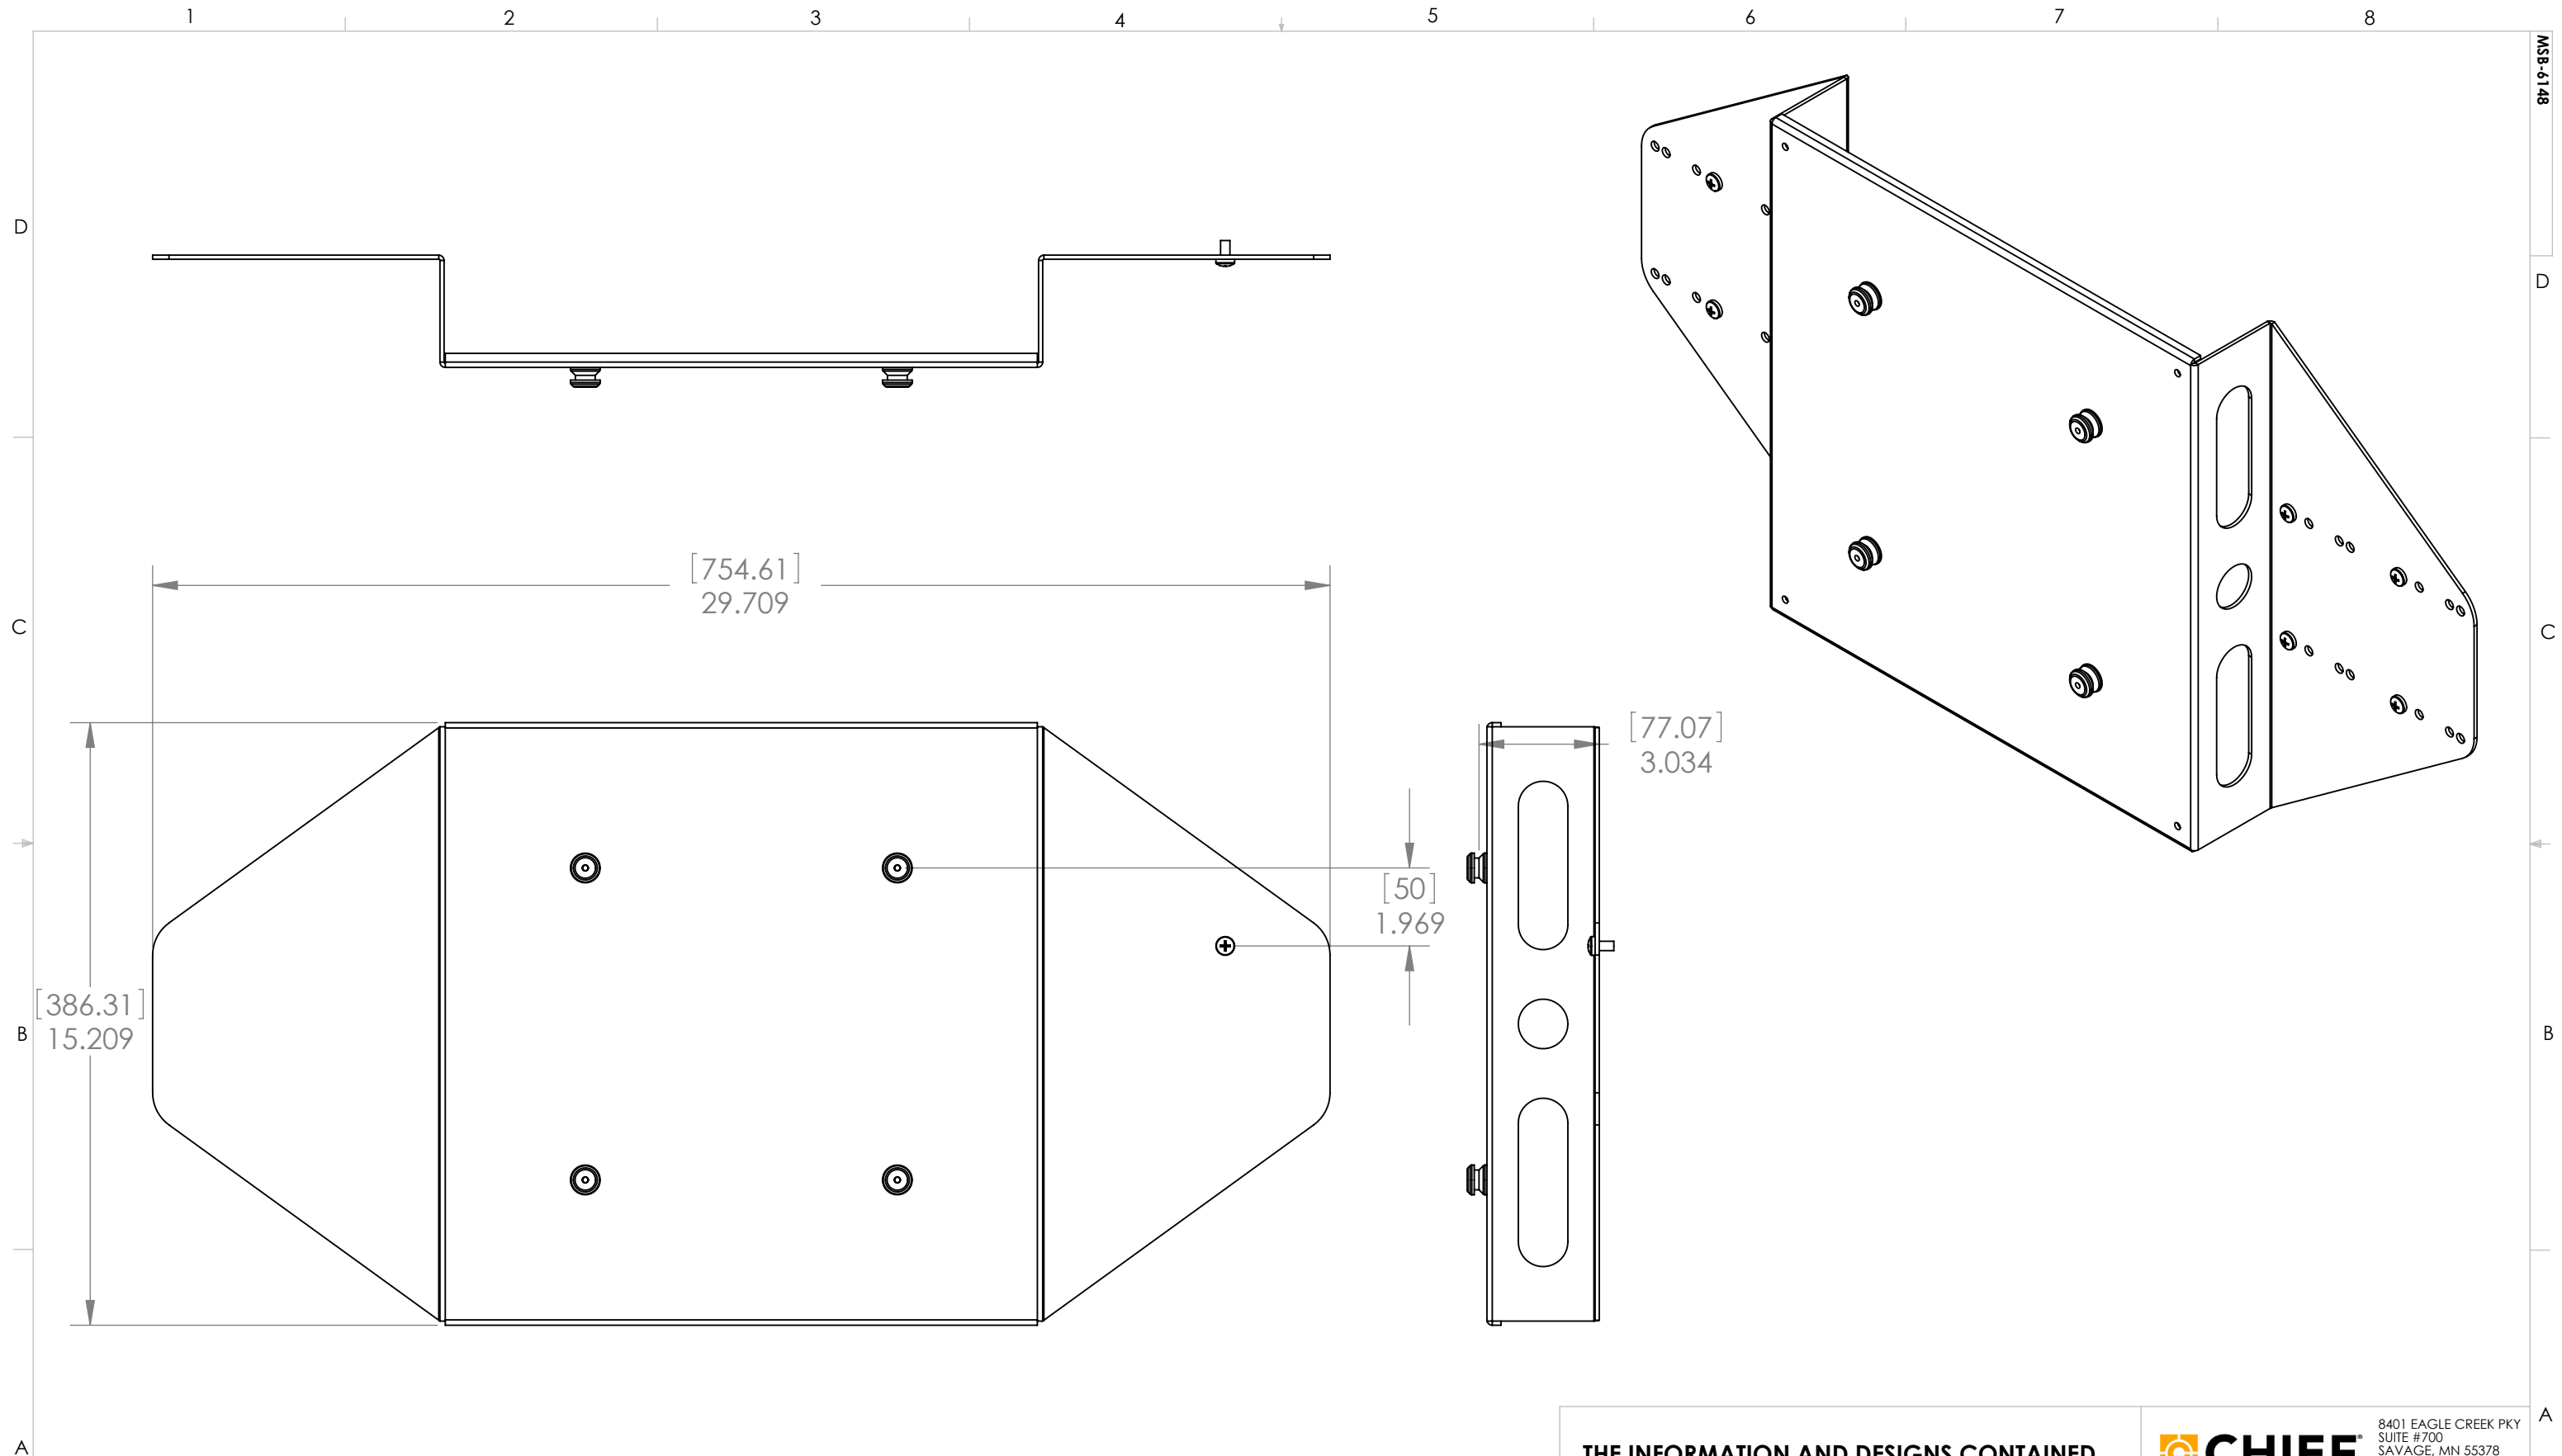 1 2 3 4 5 6 7 8
MSB-6148
D
D
[754.61]
29.709
C
C
[77.07]
3.034
[50]
1.969
[386.31]
15.209
B
B
A
A
THE INFORMATION AND DESIGNS CONTAINED
CHIEF®
8401 EAGLE CREEK PKY
SUITE #700
SAVAGE, MN 55378